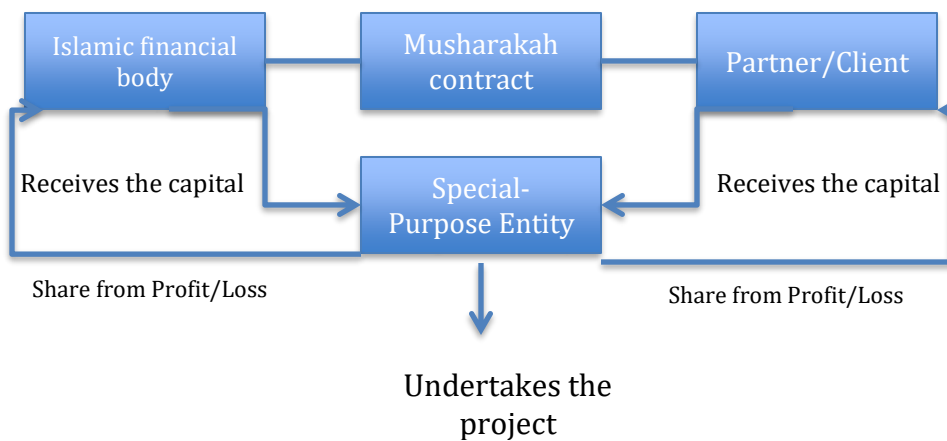 Islamic financial
body
Musharakah
contract
Partner/Client
Receives the capital
Special-
Purpose Entity
Receives the capital
Share from Profit/Loss
Share from Profit/Loss
Undertakes the
project